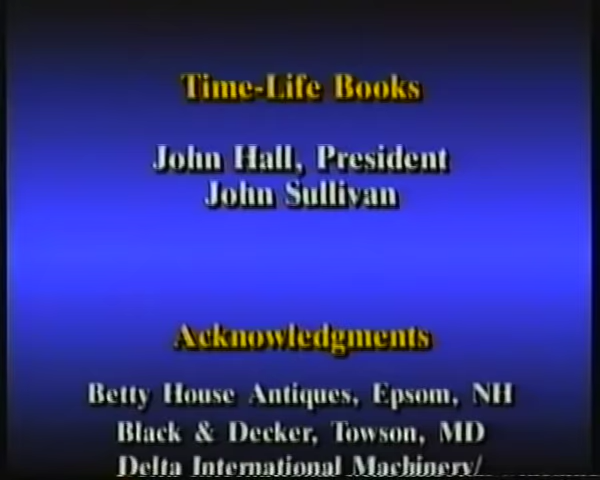 Time-Life Books
John Hall, President
John Sullivan
Acknowledgments
Betty House Antiques, Epsom, NH
Black & Decker, Towson, MD
Delta International Machinery/